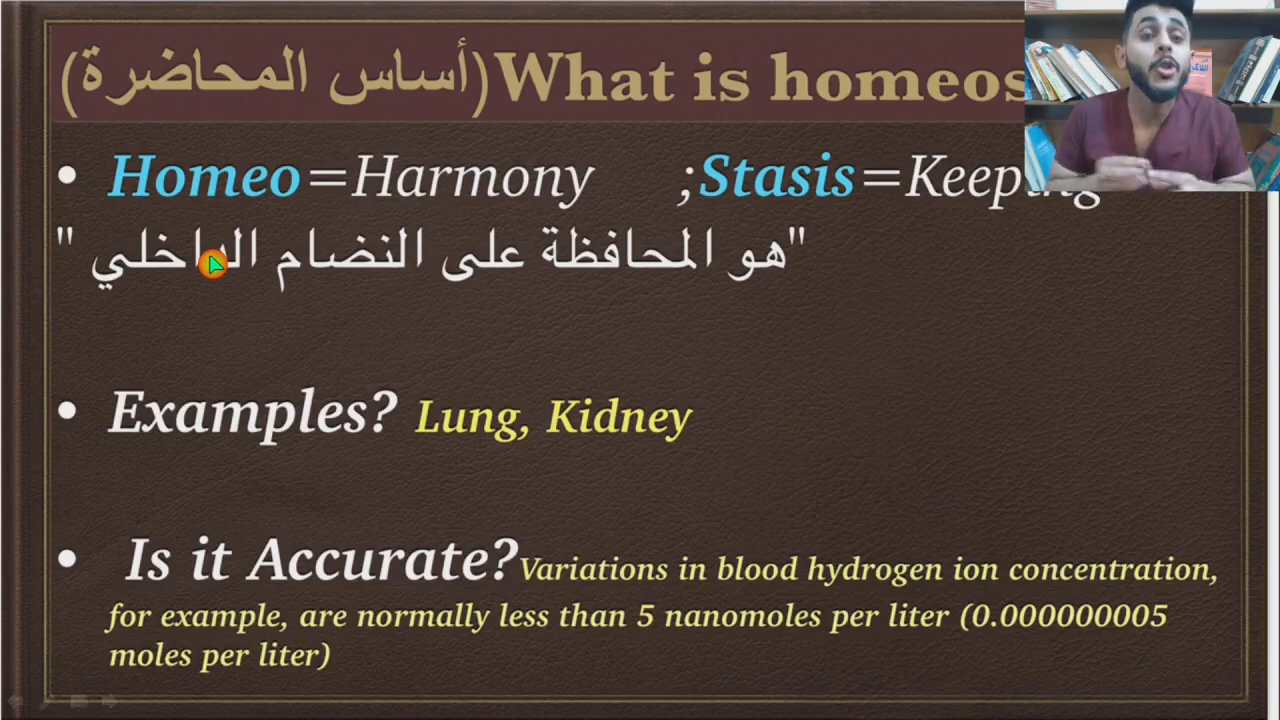 What is homeos(أساس المحاضرة)
• Homeo=Harmony ;Stasis=Keeping
"هو المحافظة على النضام الداخلي "
• Examples? Lung, Kidney
• Is it Accurate?Variations in blood hydrogen ion concentration,
for example, are normally less than 5 nanomoles per liter (0.000000005
moles per liter)